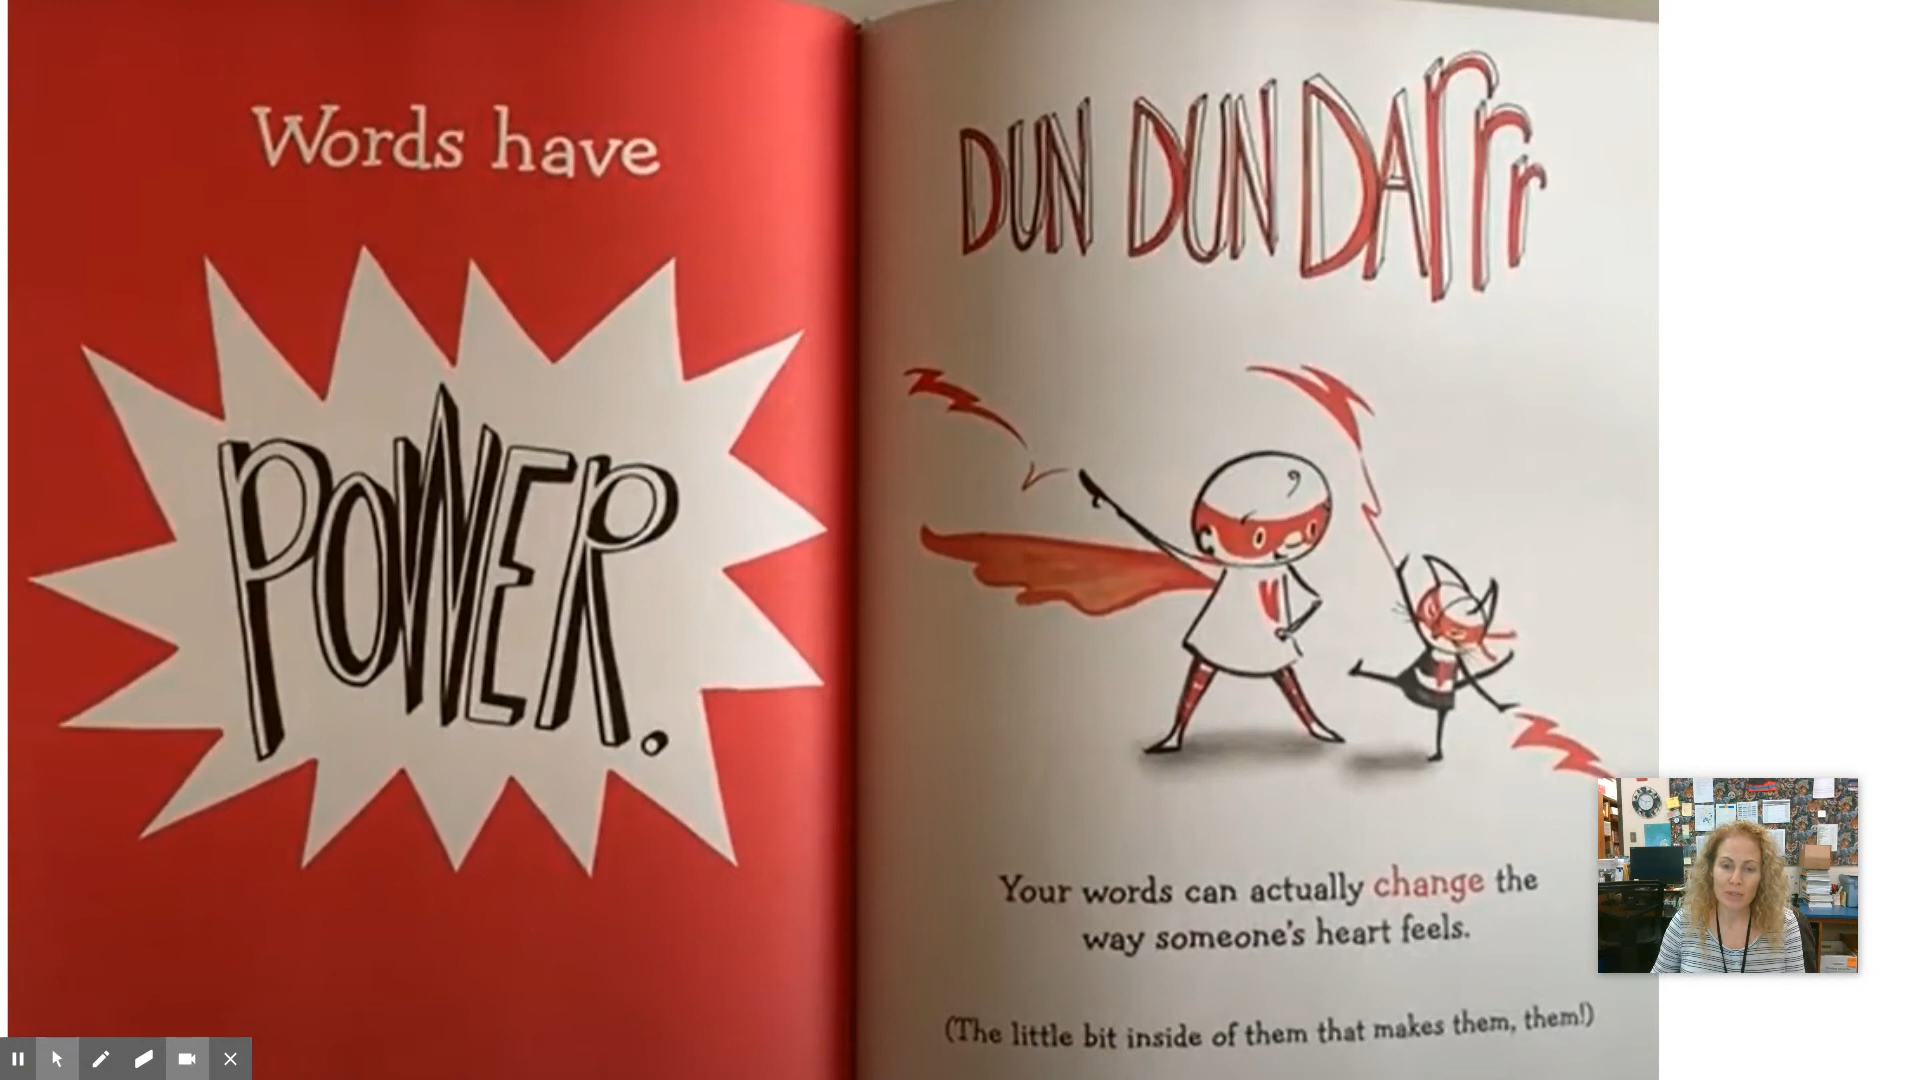 Words have
POWER.
DUN DUN DArrr
Your words can actually change the
way someone's heart feels.
(The little bit inside of them that makes them, them!)